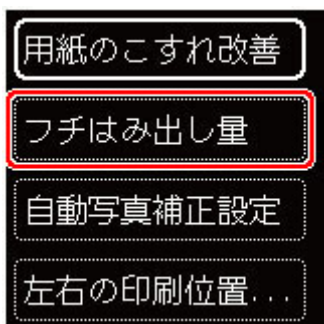 用紙のこすれ改善
フチはみ出し量
自動写真補正設定
左右の印刷位置...